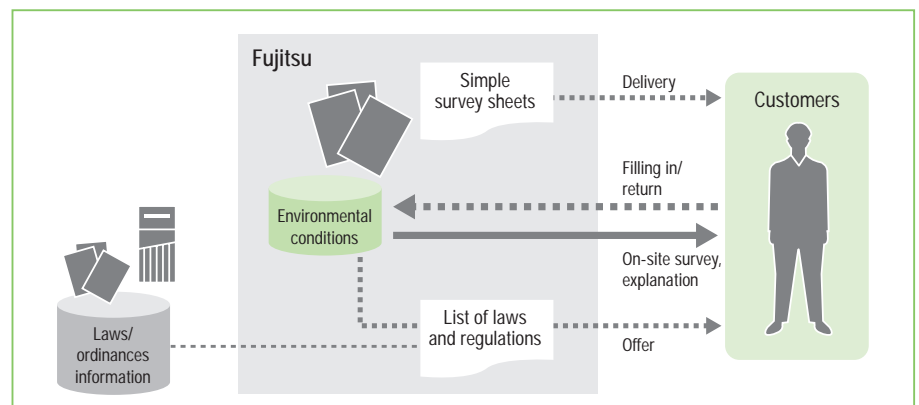 Fujitsu
Simple
survey sheets
Delivery
Customers
Filling in/
return
Environmental
conditions
On-site survey,
explanation
List of laws
and regulations
Offer
Laws/
ordinances
information